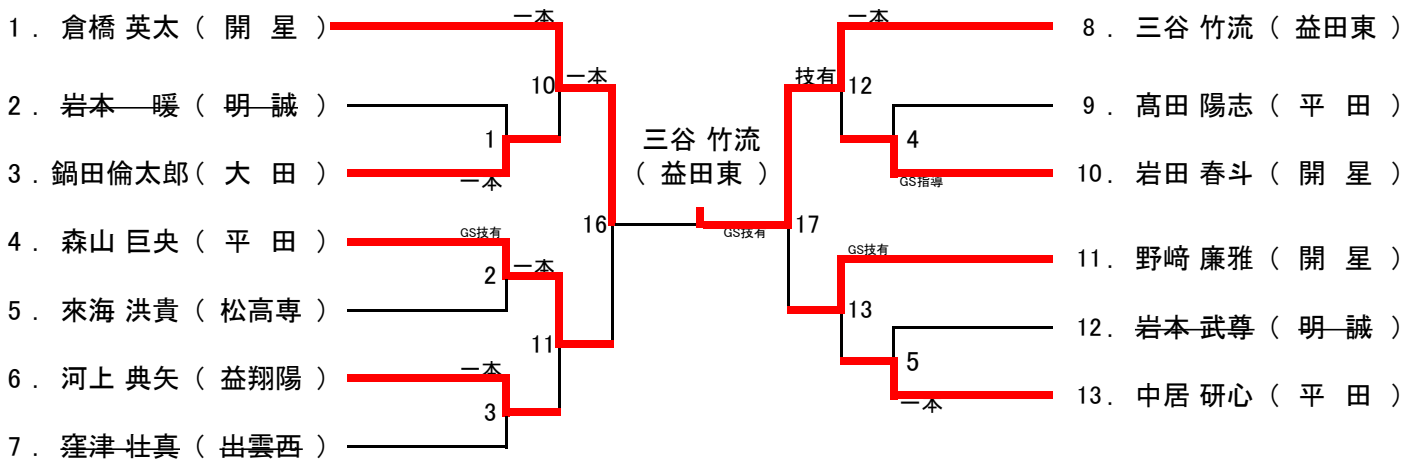 1. 倉橋 英太 ( 開 星 )
2. 岩本 暖 ( 明 誠 )
3. 鍋田倫太郎 ( 大 田 )
4. 森山 巨央 ( 平 田 )
5. 來海 洪貴 ( 松高専 )
6. 河上 典矢 ( 益翔陽 )
7. 窪津 壮真 ( 出雲西 )
一本
10
一本
1
一本
GS技有
2
一本
11
一本
3
16
三谷 竹流
( 益田東 )
GS技有
17
一本
技有
12
4
GS指導
GS技有
13
5
一本
8. 三谷 竹流 ( 益田東 )
9. 髙田 陽志 ( 平 田 )
10. 岩田 春斗 ( 開 星 )
11. 野﨑 廉雅 ( 開 星 )
12. 岩本 武尊 ( 明 誠 )
13. 中居 研心 ( 平 田 )